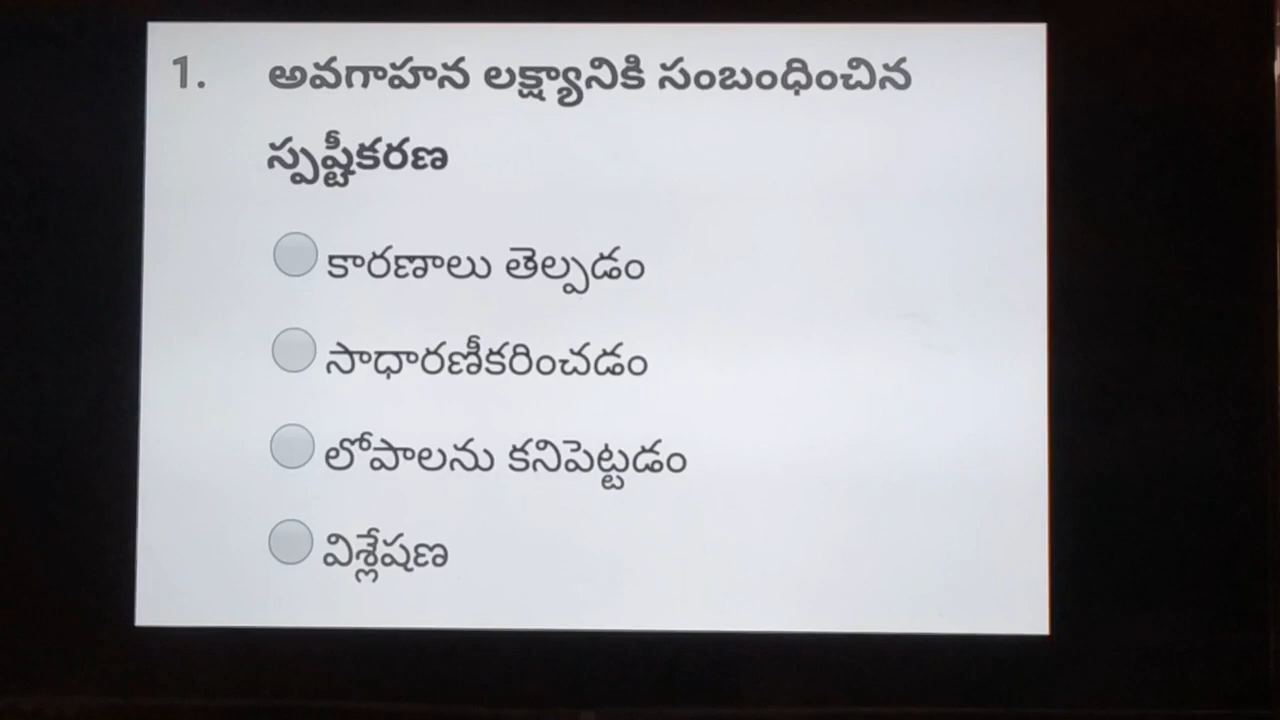 1. అవగాహన లక్ష్యానికి సంబంధించిన
స్పష్టీకరణ
కారణాలు తెల్పడం
సాధారణీకరించడం
లోపాలను కనిపెట్టడం
విశ్లేషణ